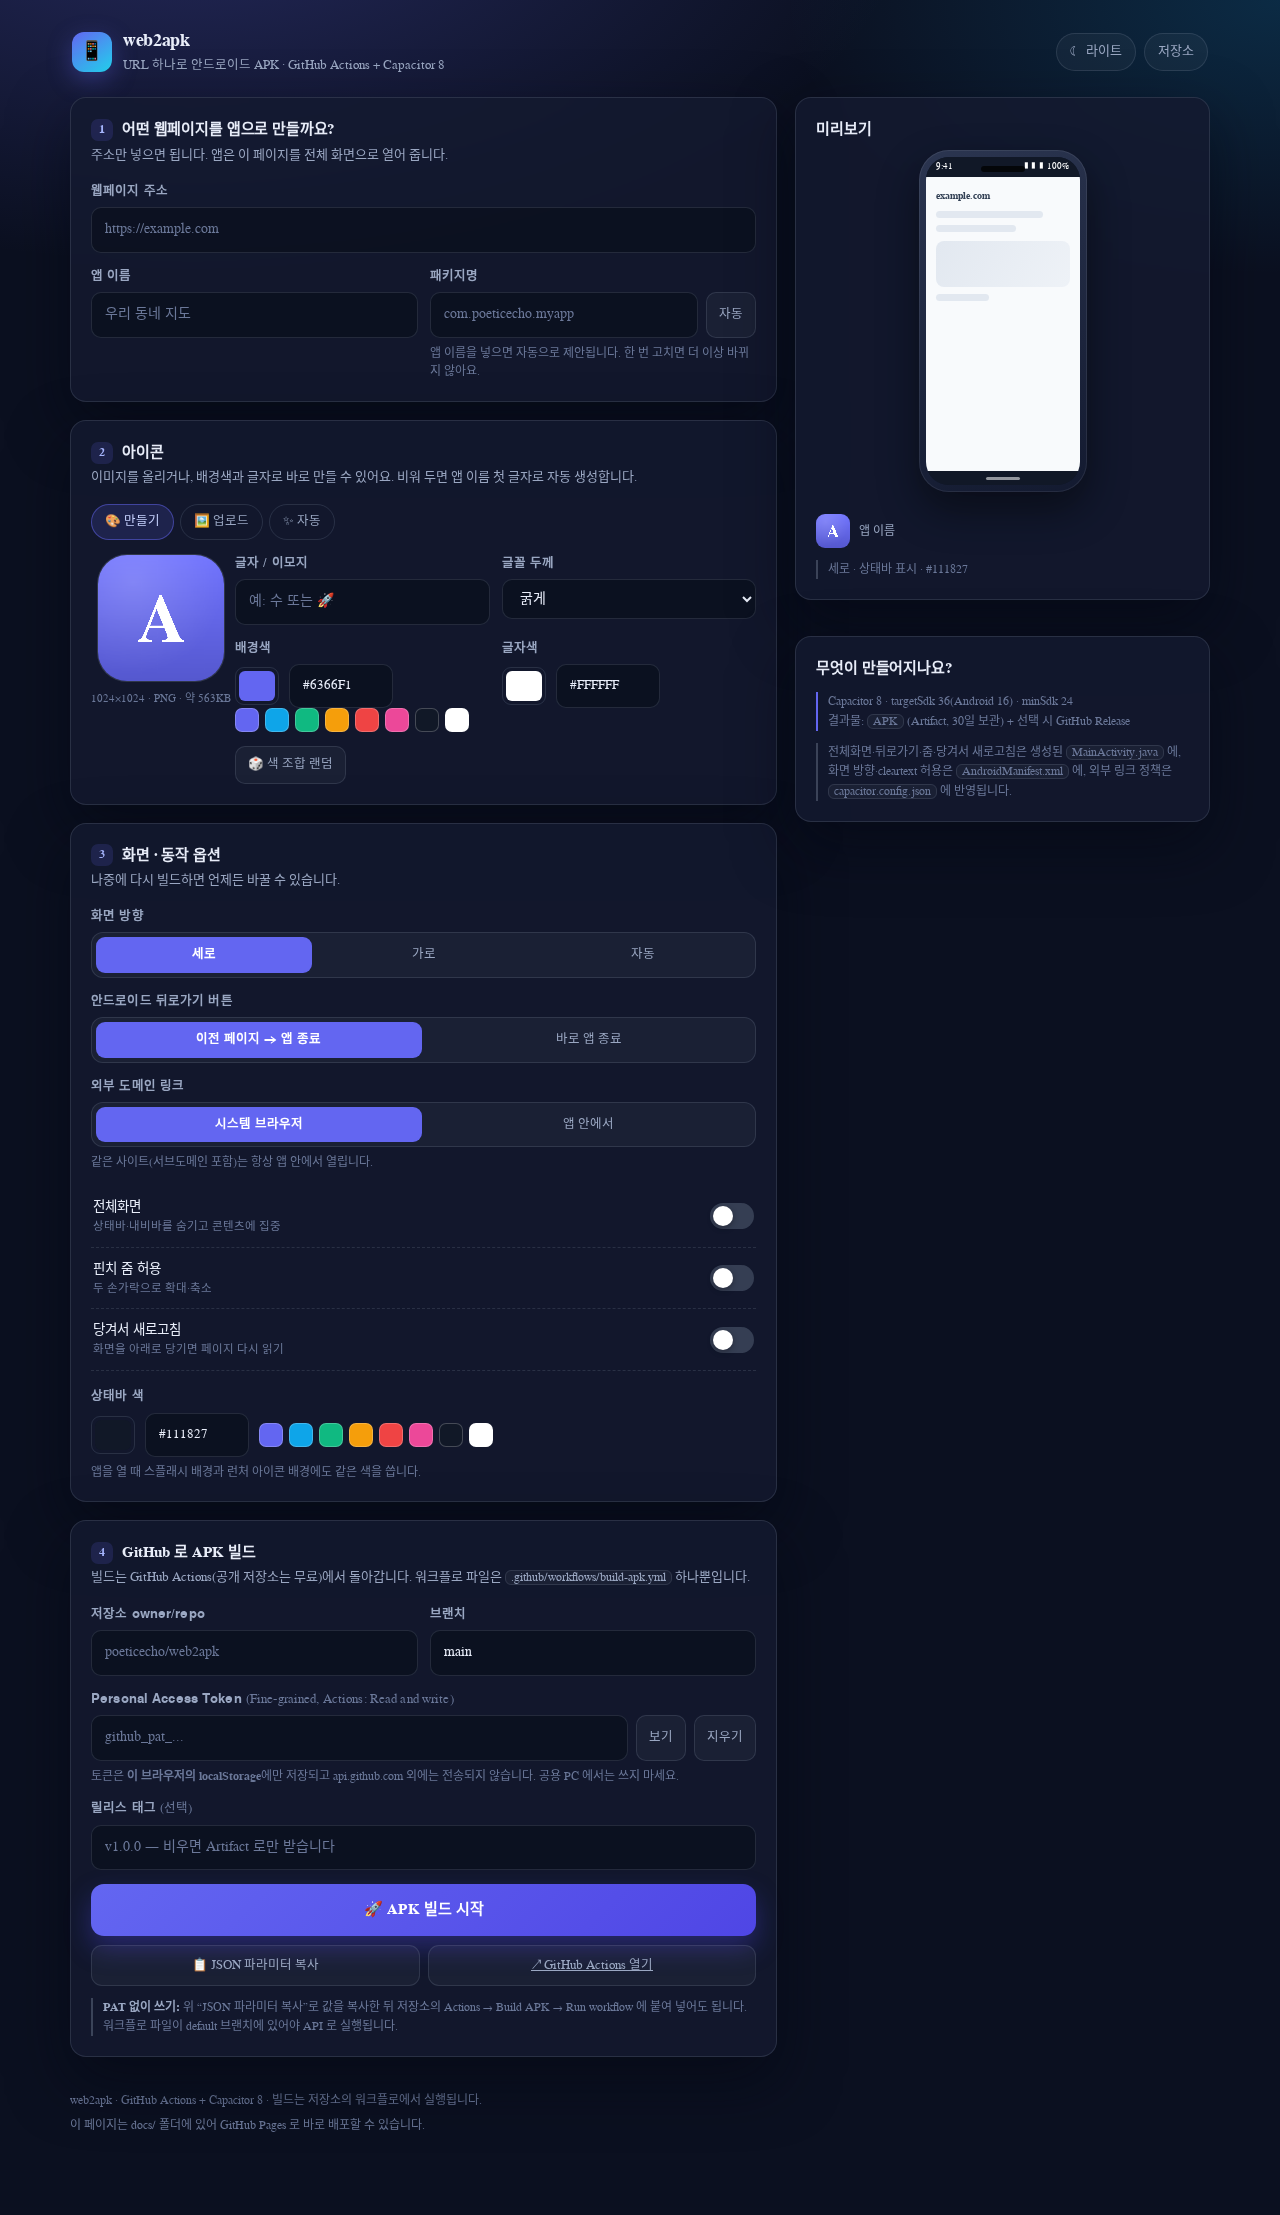 web2apk
URL 하나로 안드로이드 APK · GitHub Actions + Capacitor 8
☾ 라이트
저장소
1 어떤 웹페이지를 앱으로 만들까요?
주소만 넣으면 됩니다. 앱은 이 페이지를 전체 화면으로 열어 줍니다.
웹페이지 주소
https://example.com
앱 이름
패키지명
우리 동네 지도
com.poeticecho.myapp
자동
앱 이름을 넣으면 자동으로 제안됩니다. 한 번 고치면 더 이상 바뀌
지 않아요.
2 아이콘
이미지를 올리거나, 배경색과 글자로 바로 만들 수 있어요. 비워 두면 앱 이름 첫 글자로 자동 생성합니다.
🎨 만들기
🖼️ 업로드
✨ 자동
A
1024×1024 · PNG · 약 563KB
글자 / 이모지
글꼴 두께
예: 수 또는 🚀
굵게
배경색
글자색
#6366F1
#FFFFFF
🎲 색 조합 랜덤
3 화면 · 동작 옵션
나중에 다시 빌드하면 언제든 바꿀 수 있습니다.
화면 방향
세로
가로
자동
안드로이드 뒤로가기 버튼
이전 페이지 → 앱 종료
바로 앱 종료
외부 도메인 링크
시스템 브라우저
앱 안에서
같은 사이트(서브도메인 포함)는 항상 앱 안에서 열립니다.
전체화면
상태바·내비바를 숨기고 콘텐츠에 집중
핀치 줌 허용
두 손가락으로 확대·축소
당겨서 새로고침
화면을 아래로 당기면 페이지 다시 읽기
상태바 색
#111827
앱을 열 때 스플래시 배경과 런처 아이콘 배경에도 같은 색을 씁니다.
4 GitHub 로 APK 빌드
빌드는 GitHub Actions(공개 저장소는 무료)에서 돌아갑니다. 워크플로 파일은 .github/workflows/build-apk.yml 하나뿐입니다.
저장소 owner/repo
브랜치
poeticecho/web2apk
main
Personal Access Token (Fine-grained, Actions: Read and write)
github_pat_...
보기
지우기
토큰은 이 브라우저의 localStorage에만 저장되고 api.github.com 외에는 전송되지 않습니다. 공용 PC 에서는 쓰지 마세요.
릴리스 태그 (선택)
v1.0.0 — 비우면 Artifact 로만 받습니다
🚀 APK 빌드 시작
📋 JSON 파라미터 복사
↗ GitHub Actions 열기
PAT 없이 쓰기: 위 “JSON 파라미터 복사”로 값을 복사한 뒤 저장소의 Actions → Build APK → Run workflow 에 붙여 넣어도 됩니다.
워크플로 파일이 default 브랜치에 있어야 API 로 실행됩니다.
web2apk · GitHub Actions + Capacitor 8 · 빌드는 저장소의 워크플로에서 실행됩니다.
이 페이지는 docs/ 폴더에 있어 GitHub Pages 로 바로 배포할 수 있습니다.
미리보기
9:41
100%
example.com
A
앱 이름
세로 · 상태바 표시 · #111827
무엇이 만들어지나요?
Capacitor 8 · targetSdk 36(Android 16) · minSdk 24
결과물: APK (Artifact, 30일 보관) + 선택 시 GitHub Release
전체화면·뒤로가기·줌·당겨서 새로고침은 생성된 MainActivity.java 에,
화면 방향·cleartext 허용은 AndroidManifest.xml 에, 외부 링크 정책은
capacitor.config.json 에 반영됩니다.